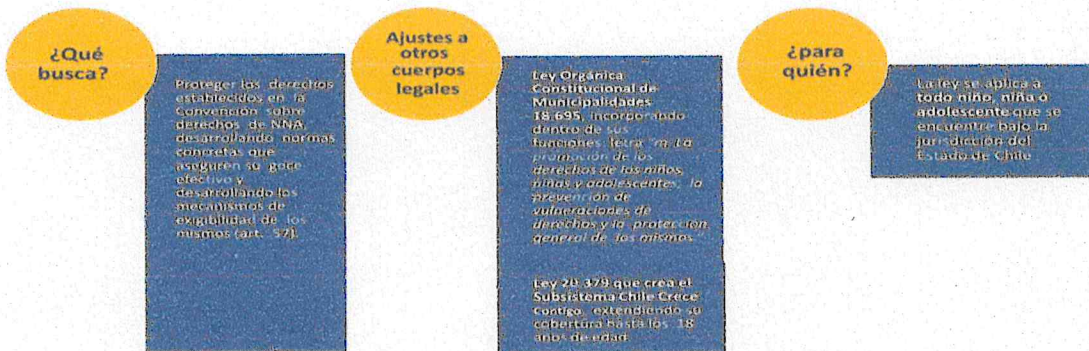 ¿Qué
busca?
Proteger los derechos
establecidos en la
Convención sobre
derechos de NNA,
desarrollando normas
concretas que
aseguren su goce
efectivo y
desarrollando los
mecanismos de
exigibilidad de los
mismos (art. 57).
Ajustes a
otros
cuerpos
legales
Ley Orgánica
Constitucional de
Municipalidades
18.695, incorporando
dentro de sus
funciones letra "m. La
promoción de los
derechos de los niños,
niñas y adolescentes, la
prevención de
vulneraciones de
derechos y la protección
general de los mismos."
Ley 20.379 que crea el
Subsistema Chile Crece
Contigo, extendiendo su
cobertura hasta los 18
años de edad
¿para
quién?
La ley se aplica a
todo niño, niña o
adolescente que se
encuentre bajo la
jurisdicción del
Estado de Chile